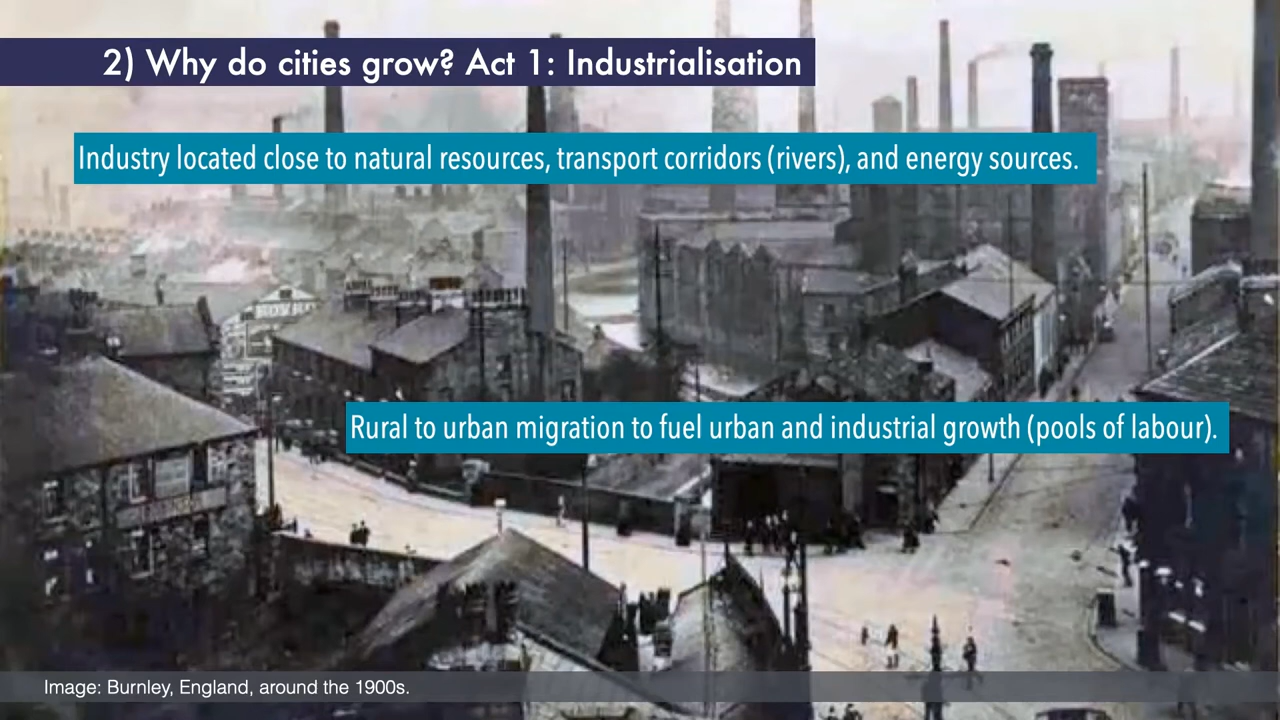 2) Why do cities grow? Act 1: Industrialisation
Industry located close to natural resources, transport corridors (rivers), and energy sources.
Rural to urban migration to fuel urban and industrial growth (pools of labour).
Image: Burnley, England, around the 1900s.